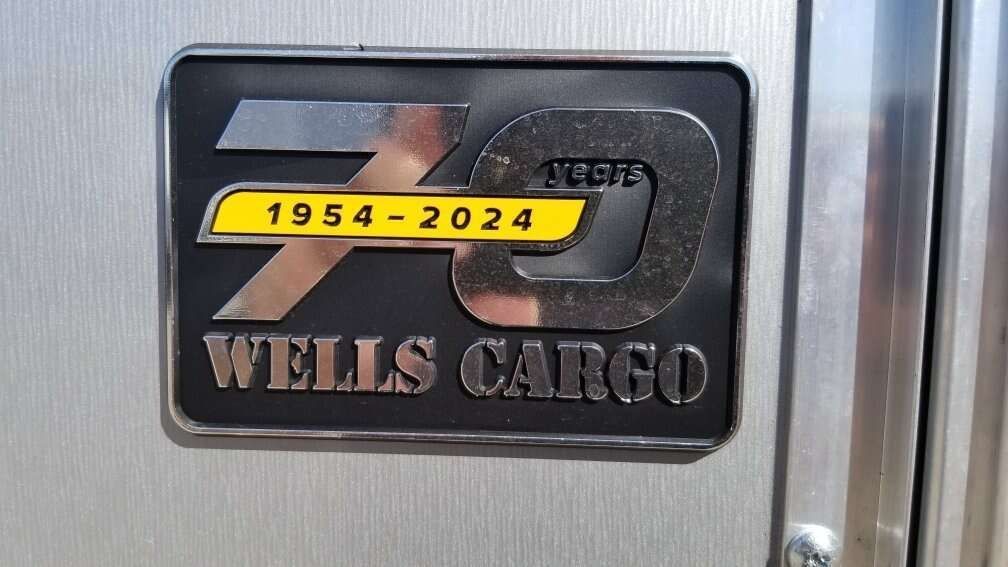 70
years
1954 - 2024
WELLS CARGO